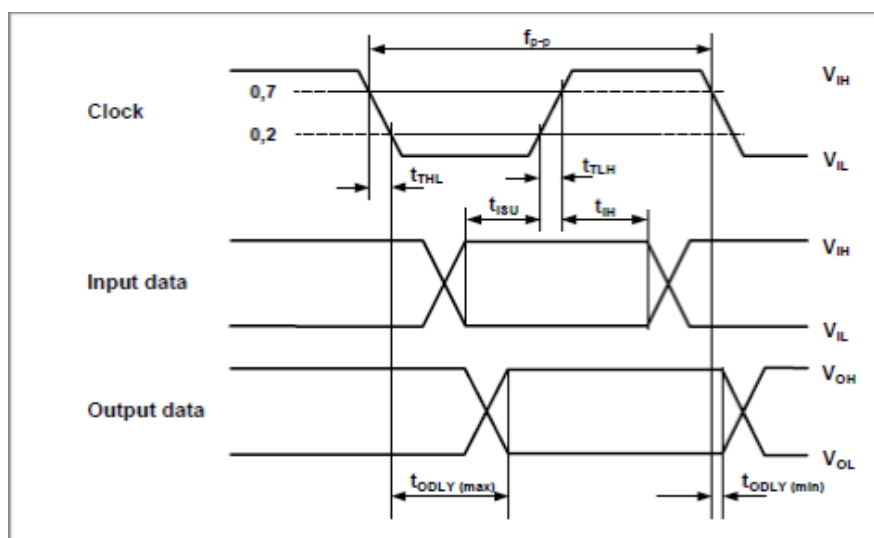 fp-p
VIH
0,7
Clock
0,2
VIL
tTHL
tTLH
tISU
tIH
VIH
Input data
VIL
VOH
Output data
VOL
tODLY (max)
tODLY (min)